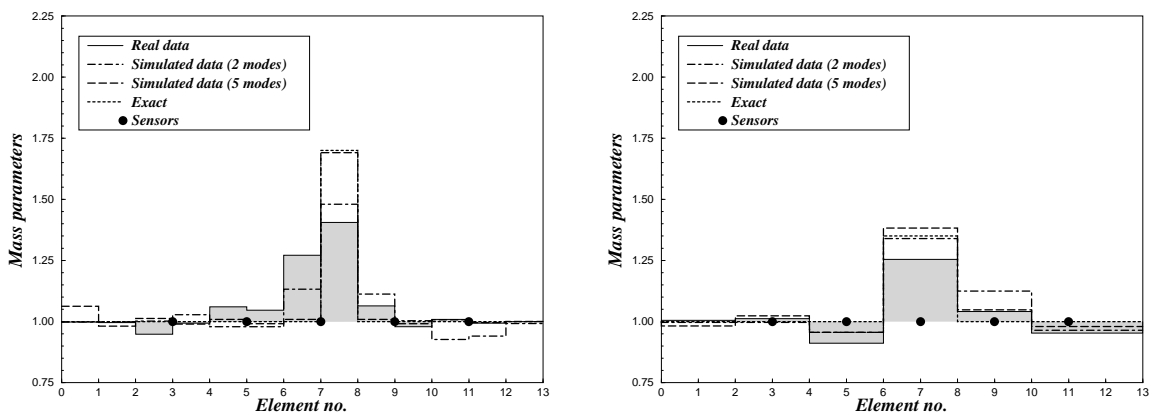 2.25
2.00
1.75
1.50
1.25
1.00
0.75
Mass parameters
Real data
Simulated data (2 modes)
Simulated data (5 modes)
Exact
Sensors
0 1 2 3 4 5 6 7 8 9 10 11 12 13
Element no.
2.25
2.00
1.75
1.50
1.25
1.00
0.75
Mass parameters
Real data
Simulated data (2 modes)
Simulated data (5 modes)
Exact
Sensors
0 1 2 3 4 5 6 7 8 9 10 11 12 13
Element no.